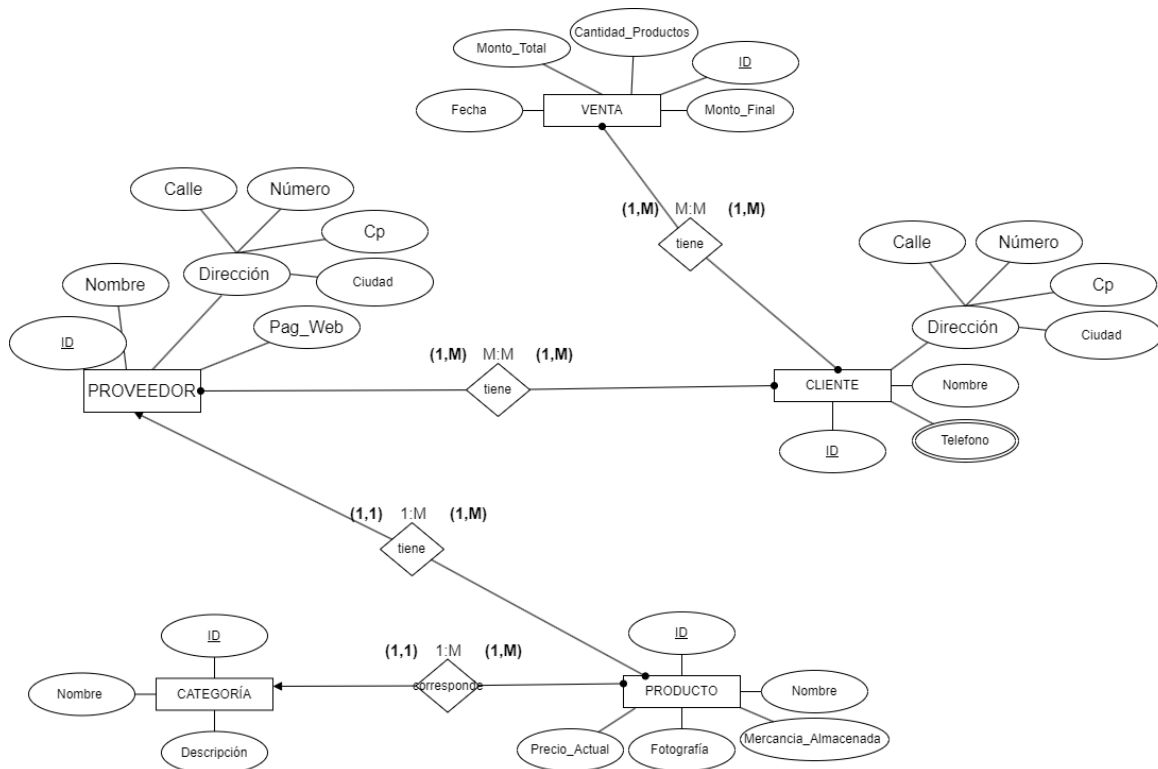 Cantidad_Productos
Monto_Total
ID
Fecha
VENTA
Monto_Final
(1,M) M:M (1,M)
tiene
Calle
Número
Cp
Dirección
Ciudad
Nombre
ID
Pag_Web
PROVEEDOR
Calle
Número
Cp
Dirección
Ciudad
CLIENTE
Nombre
Telefono
ID
(1,M) M:M (1,M)
tiene
(1,1) 1:M (1,M)
tiene
ID
Nombre
CATEGORÍA
Descripción
(1,1) 1:M (1,M)
corresponde
ID
PRODUCTO
Nombre
Mercancia_Almacenada
Precio_Actual
Fotografía